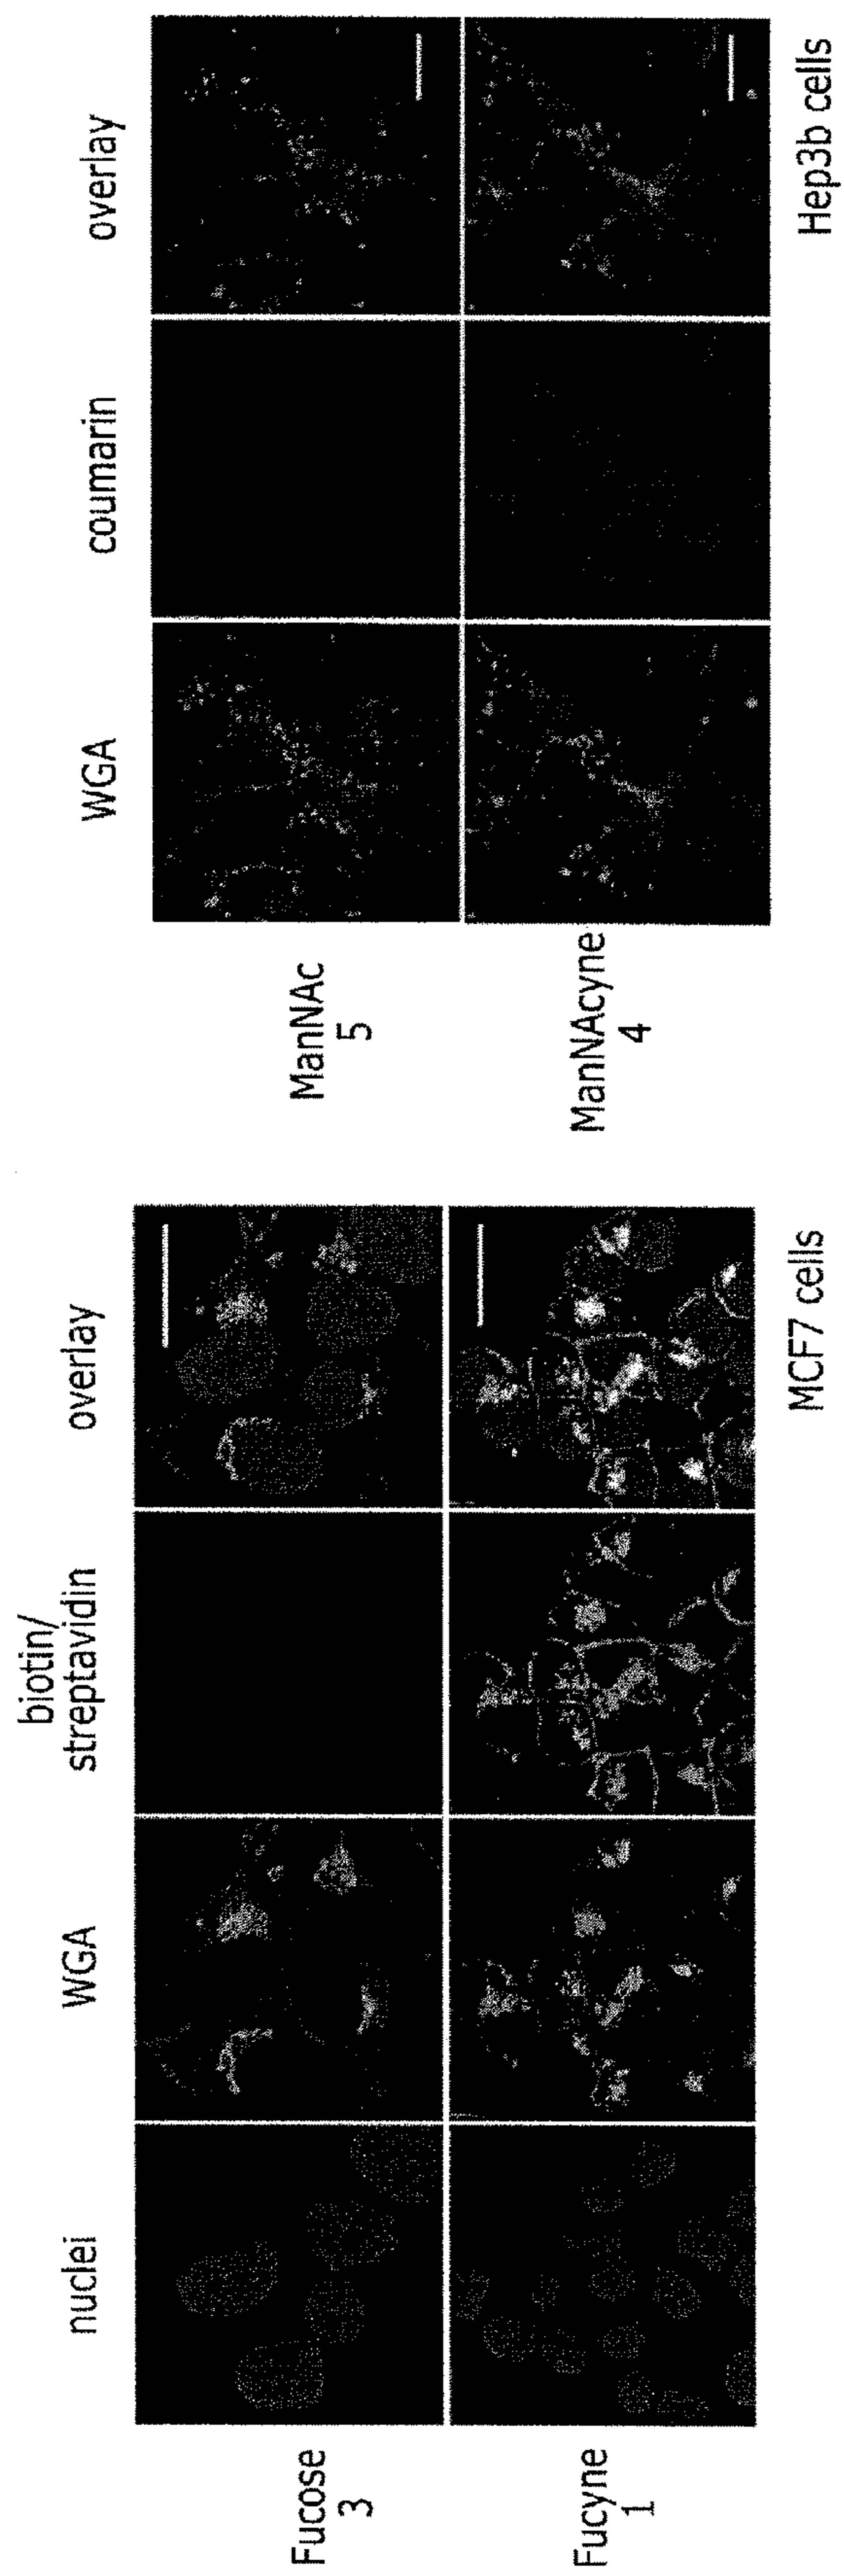 nuclei
WGA
biotin/
streptavidin
overlay
Fucose
3
Fucyne
1
MCF7 cells
WGA
coumarin
overlay
ManNAc
5
ManNAcyne
4
Hep3b cells